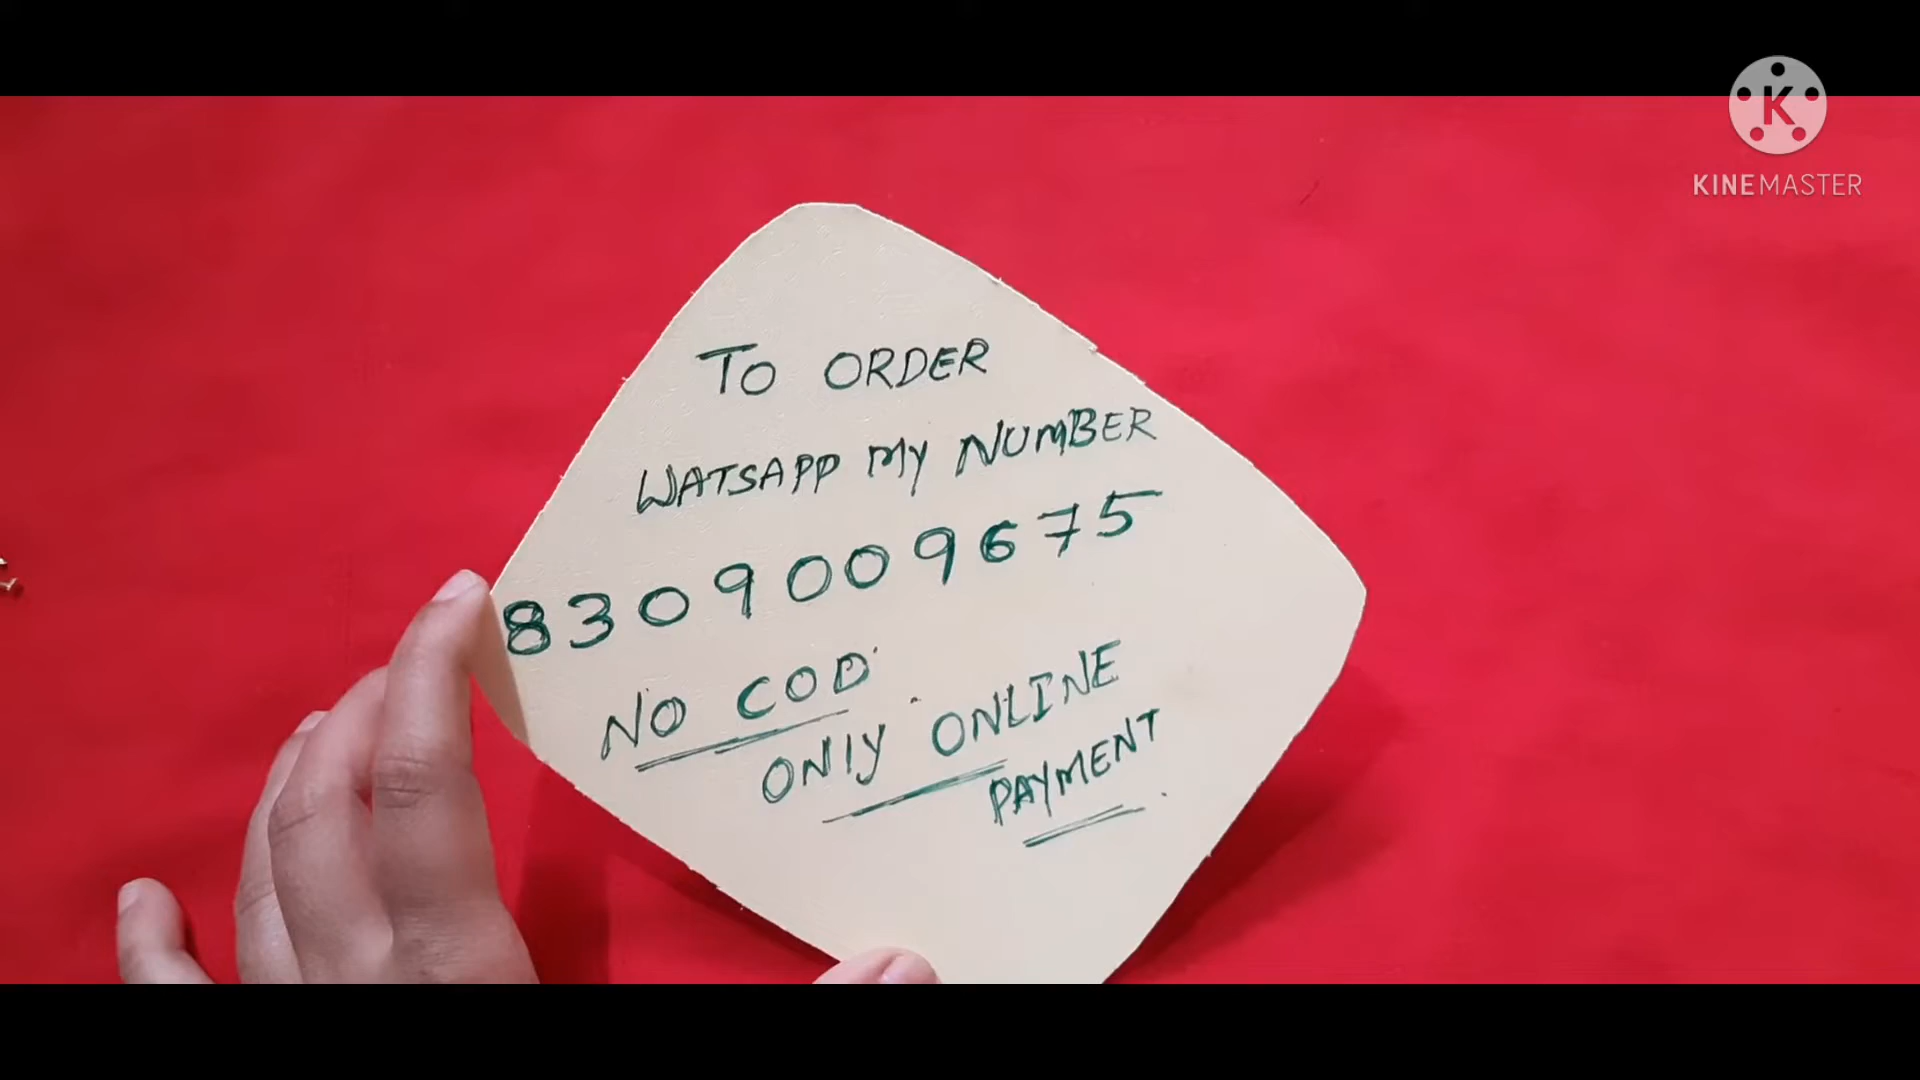 K
KINEMASTER
TO ORDER
WATSAPP MY NUMBER
8309009675
NO COD
ONLY ONLINE
PAYMENT